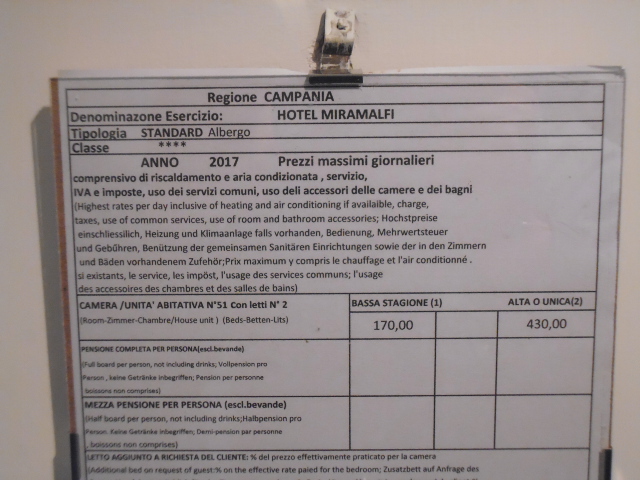 Regione CAMPANIA
Denominazone Esercizio: HOTEL MIRAMALFI
Tipologia STANDARD Albergo
Classe ****
ANNO 2017 Prezzi massimi giornalieri
comprensivo di riscaldamento e aria condizionata , servizio,
IVA e imposte, uso dei servizi comuni, uso deli accessori delle camere e dei bagni
(Highest rates per day inclusive of heating and air conditioning if availaible, charge,
taxes, use of common services, use of room and bathroom accessories; Hochstpreise
einschliessilich, Heizung und Klimaanlage falls vorhanden, Bedienung, Mehrwertsteuer
und Gebühren, Benützung der gemeinsamen Sanitären Einrichtungen sowie der in den Zimmern
und Bäden vorhandenem Zufehör;Prix maximum y compris le chauffage et l'air conditionné .
si existants, le service, les impöst, l'usage des services communs; l'usage
des accessoires des chambres et des salles de bains)
CAMERA /UNITA' ABITATIVA N°51 Con letti N° 2 BASSA STAGIONE (1) ALTA O UNICA(2)
(Room-Zimmer-Chambre/House unit ) (Beds-Betten-Lits) 170,00 430,00
PENSIONE COMPLETA PER PERSONA(escl.bevande)
(Full board per person, not including drinks; Vollpension pro
Person , keine Getränke inbegriffen; Pension per personne
boissons non comprises)
MEZZA PENSIONE PER PERSONA (escl.bevande)
(Half board per person, not including drinks;Halbpension pro
Person. Keine Getränke inbegriffen; Demi-pension par personne
, boissons non comprises)
LETTO AGGIUNTO A RICHIESTA DEL CLIENTE: % del prezzo effettivamente praticato per la camera
(Additional bed on request of guest:% on the effective rate paied for the bedroom; Zusatzbett auf Anfrage des